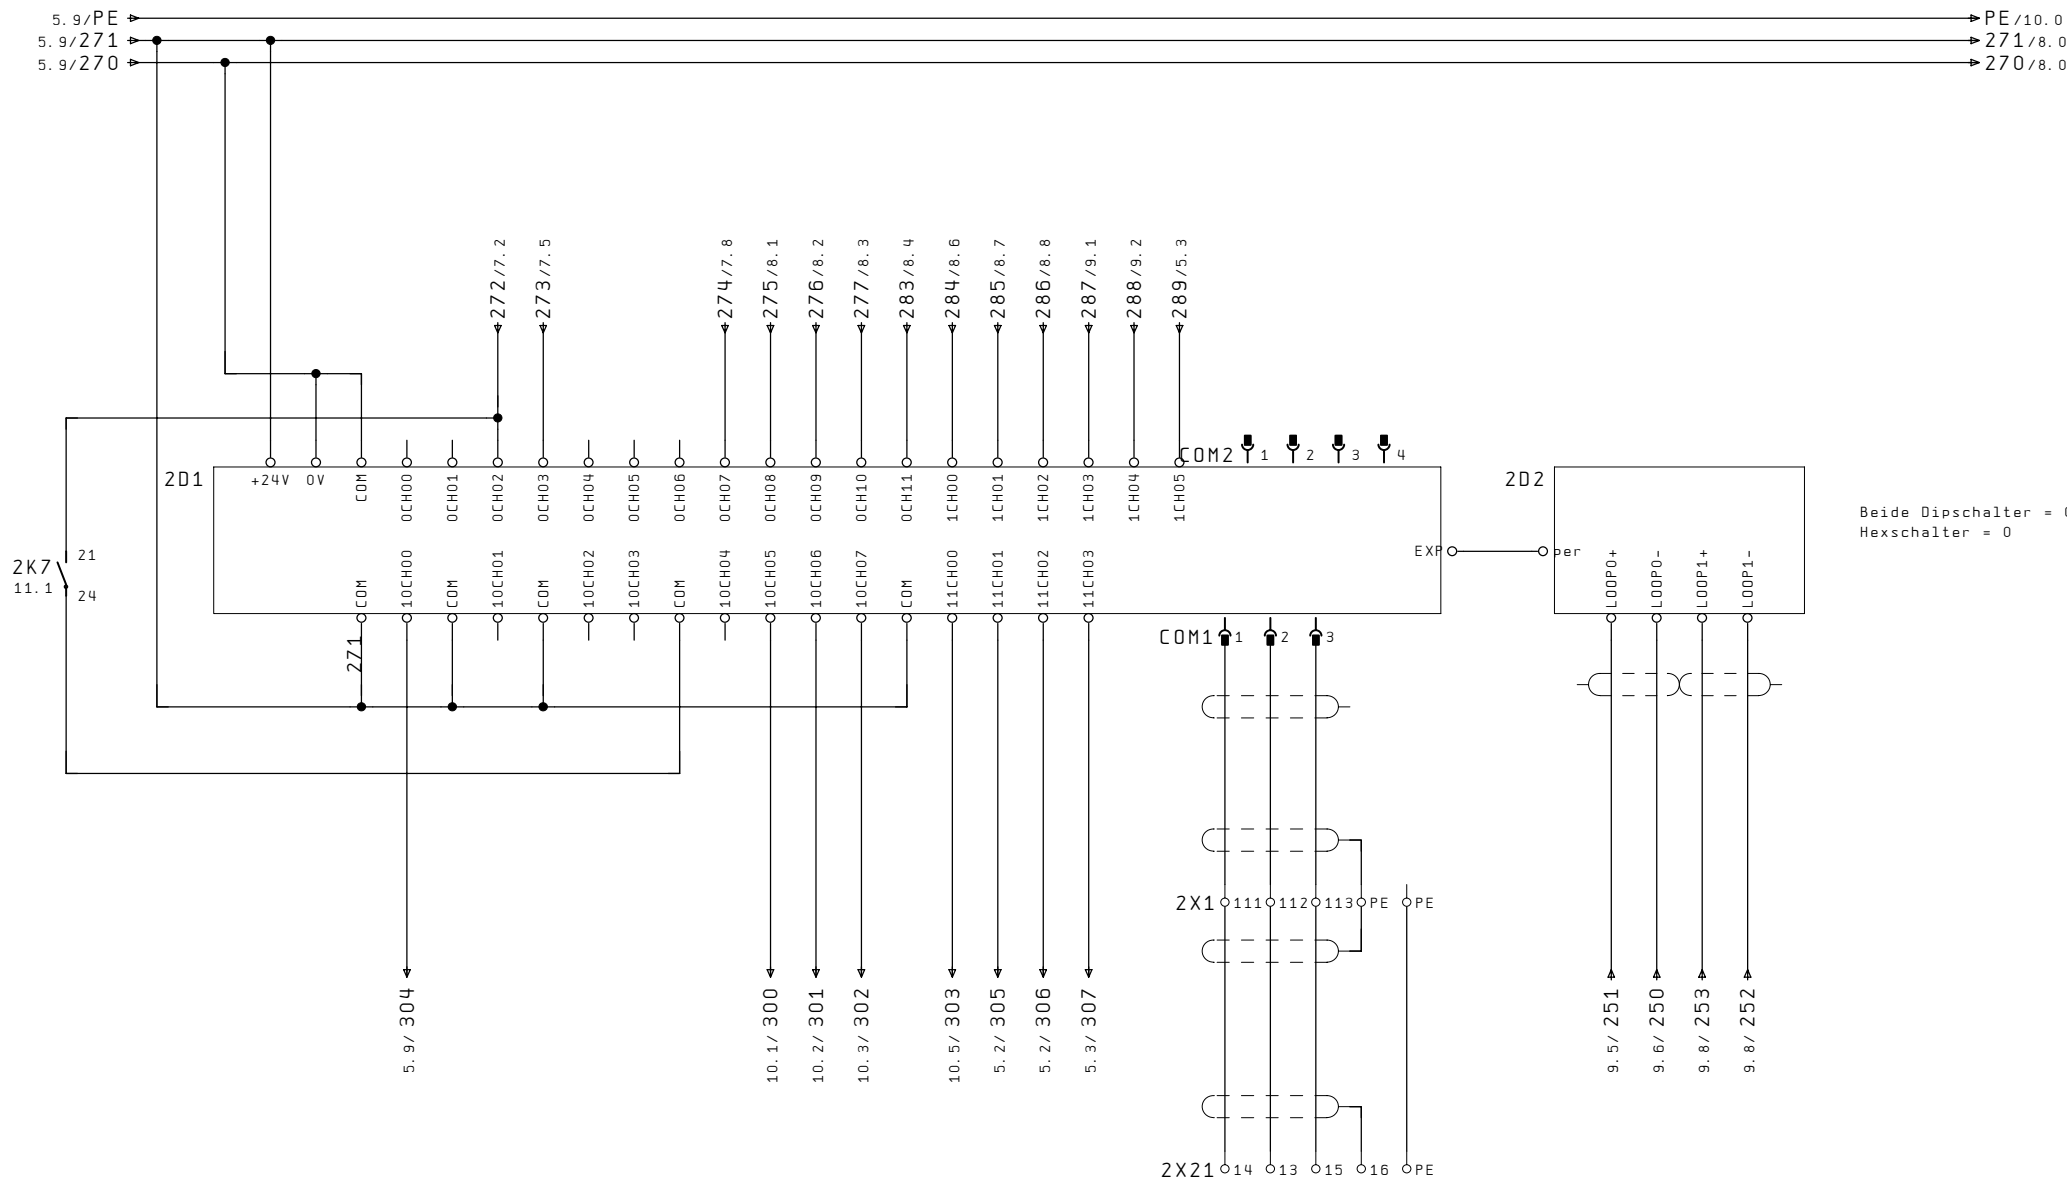 5.9/PE PE/10.0
5.9/271 271/8.0
5.9/270 270/8.0
272/7.2 273/7.5 274/7.8 275/8.1 276/8.2 277/8.3 283/8.4 284/8.6 285/8.7 286/8.8 287/9.1 288/9.2 289/5.3
COM2 1 2 3 4
2D1 +24V 0V COM 0CH00 0CH01 0CH02 0CH03 0CH04 0CH05 0CH06 0CH07 0CH08 0CH09 0CH10 0CH11 1CH00 1CH01 1CH02 1CH03 1CH04 1CH05
2D2
Beide Dipschalter =
Hexschalter = 0
EXP per
2K7 21
11.1 24
COM 10CH00 COM 10CH01 COM 10CH02 10CH03 COM 10CH04 10CH05 10CH06 10CH07 COM 11CH00 11CH01 11CH02 11CH03
LOOP0+ LOOP0- LOOP1+ LOOP1-
271
COM1 1 2 3
2X1 111 112 113 PE PE
5.9/304 10.1/300 10.2/301 10.3/302 10.5/303 5.2/305 5.2/306 5.3/307
9.5/251 9.6/250 9.8/253 9.8/252
2X21 14 13 15 16 PE